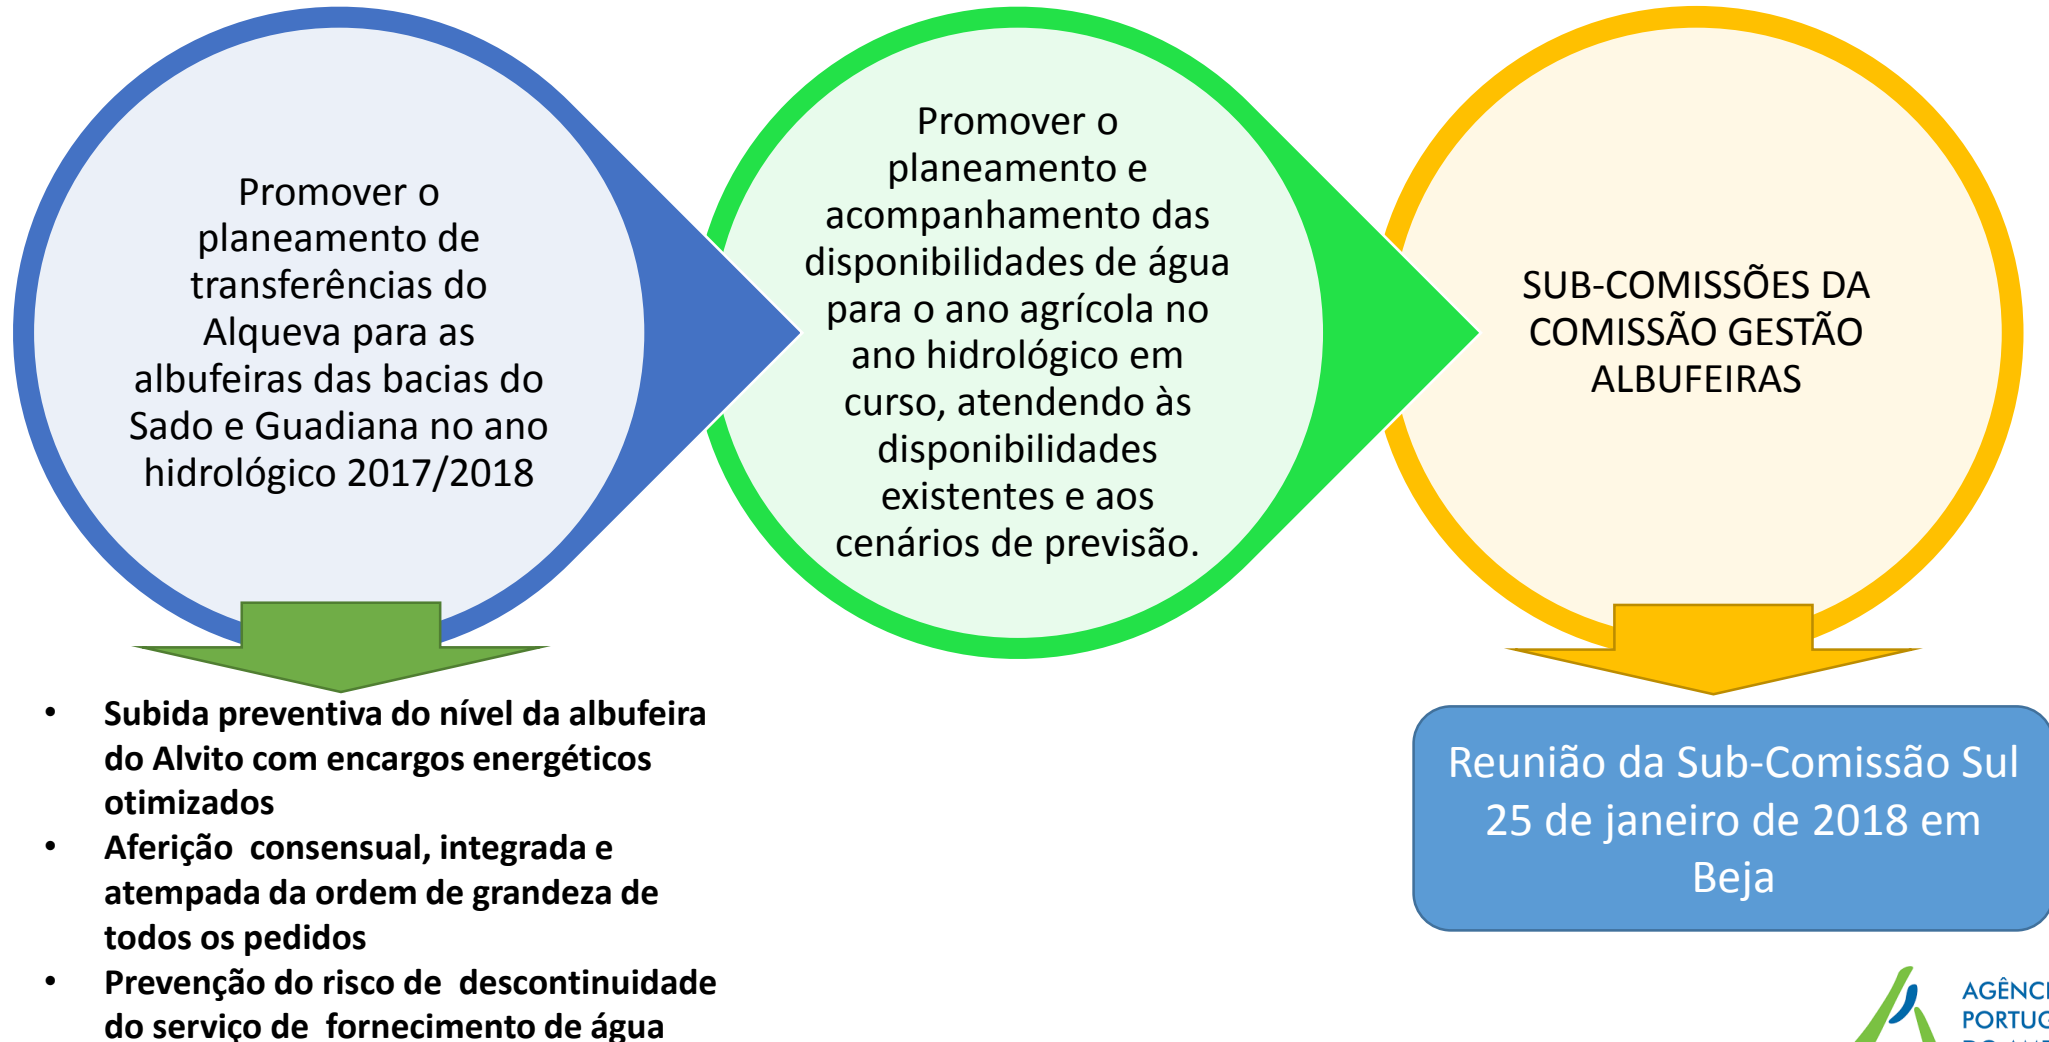 Promover o
planeamento de
transferências do
Alqueva para as
albufeiras das bacias do
Sado e Guadiana no ano
hidrológico 2017/2018
Promover o
planeamento e
acompanhamento das
disponibilidades de água
para o ano agrícola no
ano hidrológico em
curso, atendendo às
disponibilidades
existentes e aos
cenários de previsão.
SUB-COMISSÕES DA
COMISSÃO GESTÃO
ALBUFEIRAS
• Subida preventiva do nível da albufeira
do Alvito com encargos energéticos
otimizados
• Aferição consensual, integrada e
atempada da ordem de grandeza de
todos os pedidos
• Prevenção do risco de descontinuidade
do serviço de fornecimento de água
Reunião da Sub-Comissão Sul
25 de janeiro de 2018 em
Beja
AGÊNCI
PORTUG